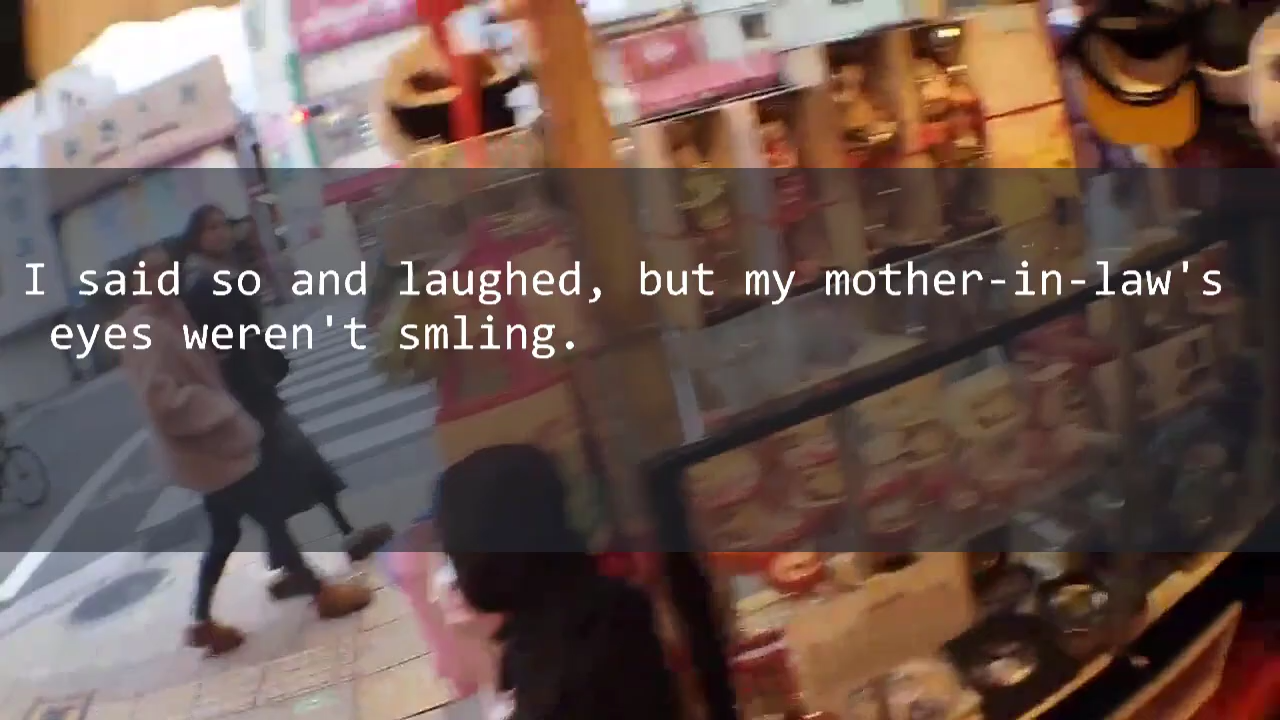 I said so and laughed, but my mother-in-law's
eyes weren't smling.